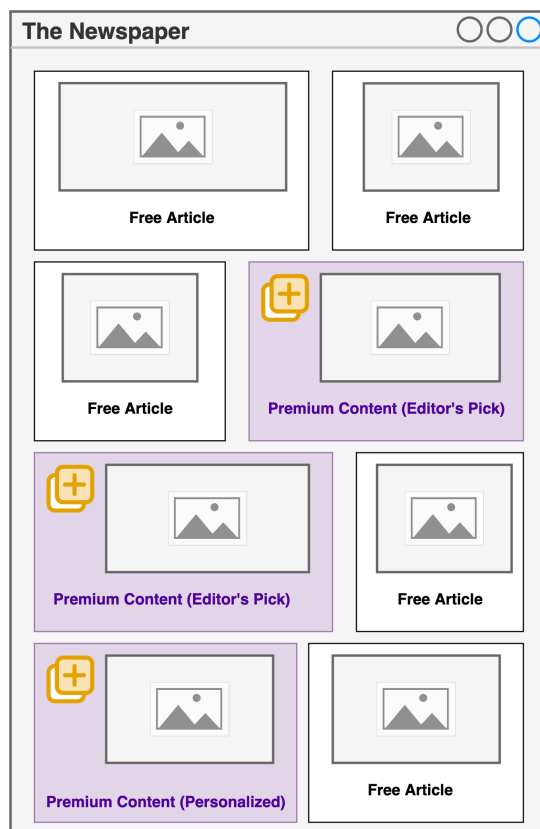 The Newspaper
Free Article
Free Article
Free Article
Premium Content (Editor's Pick)
Premium Content (Editor's Pick)
Free Article
Premium Content (Personalized)
Free Article